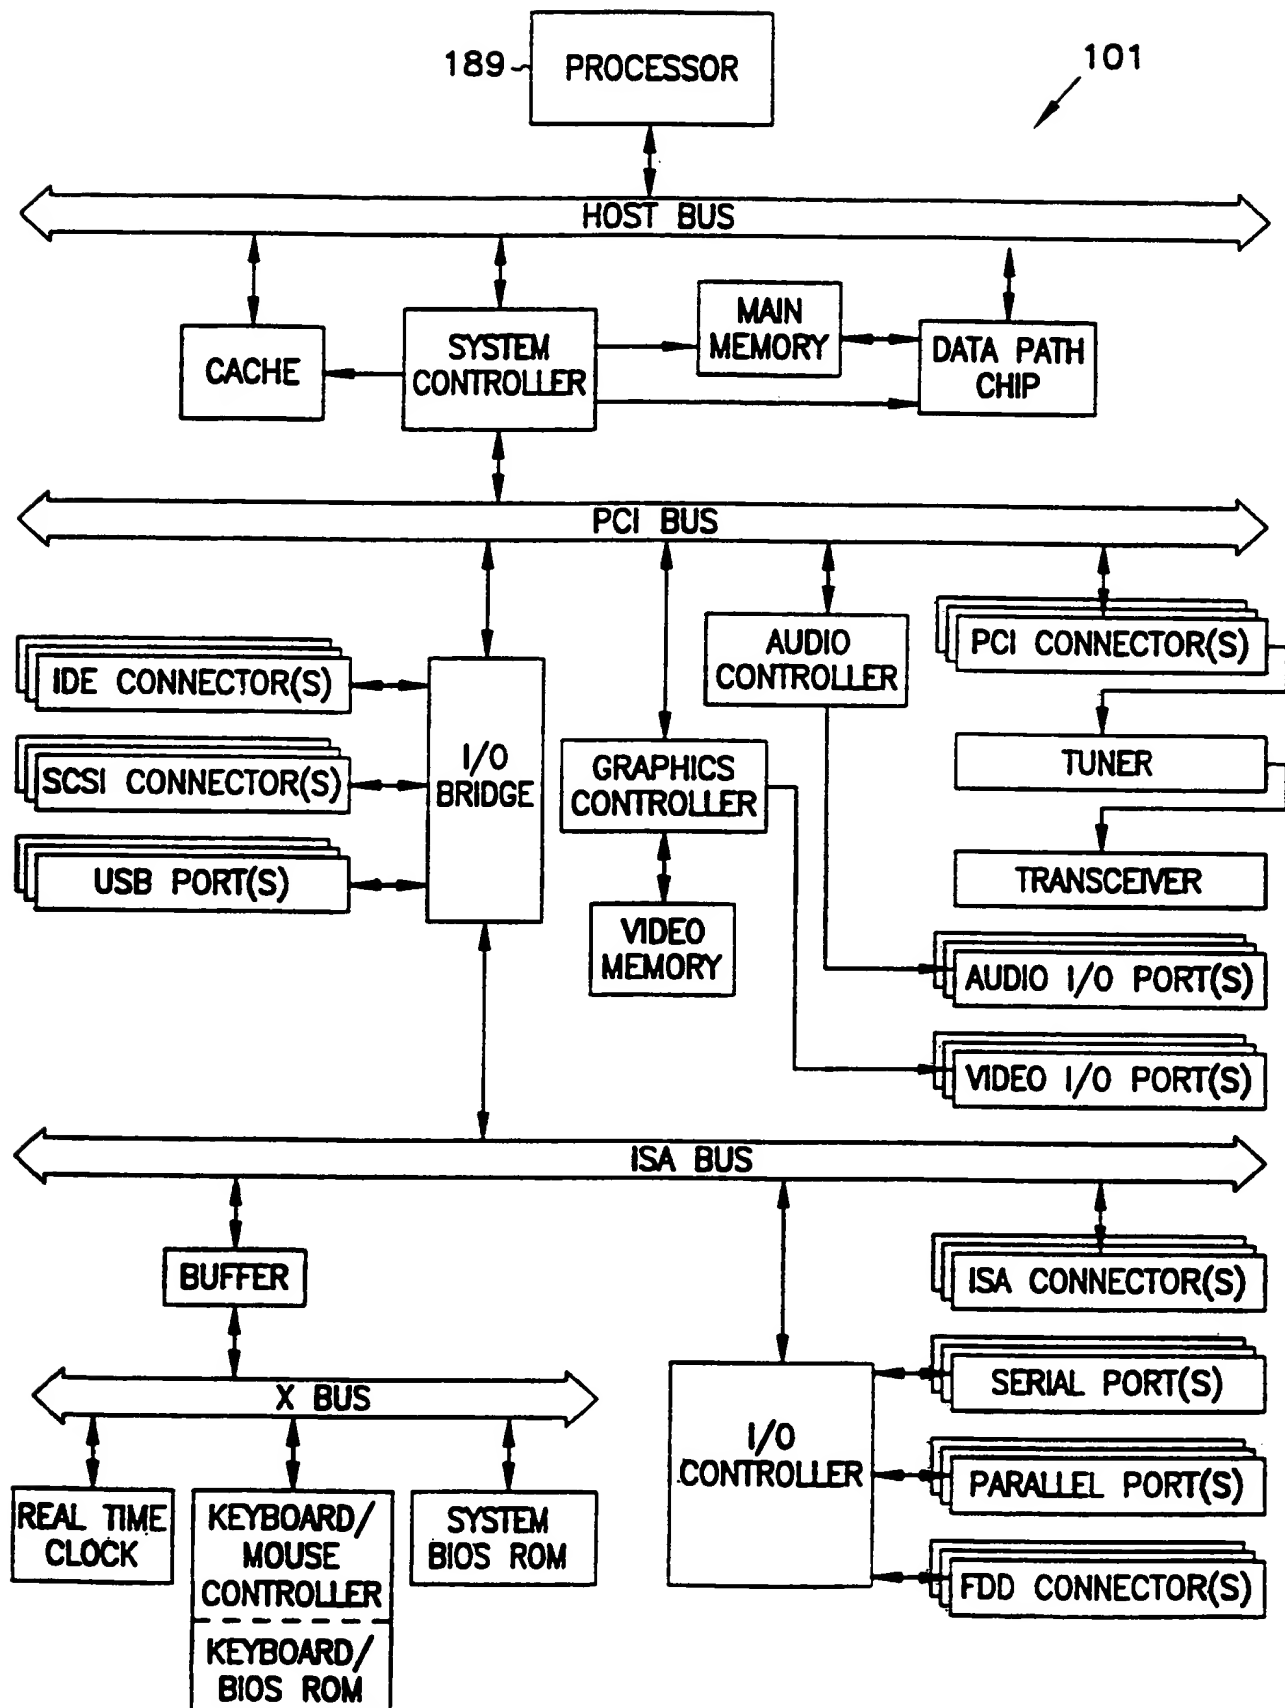 189
PROCESSOR
101
HOST BUS
CACHE
SYSTEM
CONTROLLER
MAIN
MEMORY
DATA PATH
CHIP
PCI BUS
IDE CONNECTOR(S)
SCSI CONNECTOR(S)
USB PORT(S)
I/O
BRIDGE
GRAPHICS
CONTROLLER
VIDEO
MEMORY
AUDIO
CONTROLLER
PCI CONNECTOR(S)
TUNER
TRANSCEIVER
AUDIO I/O PORT(S)
VIDEO I/O PORT(S)
ISA BUS
BUFFER
X BUS
REAL TIME
CLOCK
KEYBOARD/
MOUSE
CONTROLLER
KEYBOARD/
BIOS ROM
SYSTEM
BIOS ROM
I/O
CONTROLLER
ISA CONNECTOR(S)
SERIAL PORT(S)
PARALLEL PORT(S)
FDD CONNECTOR(S)